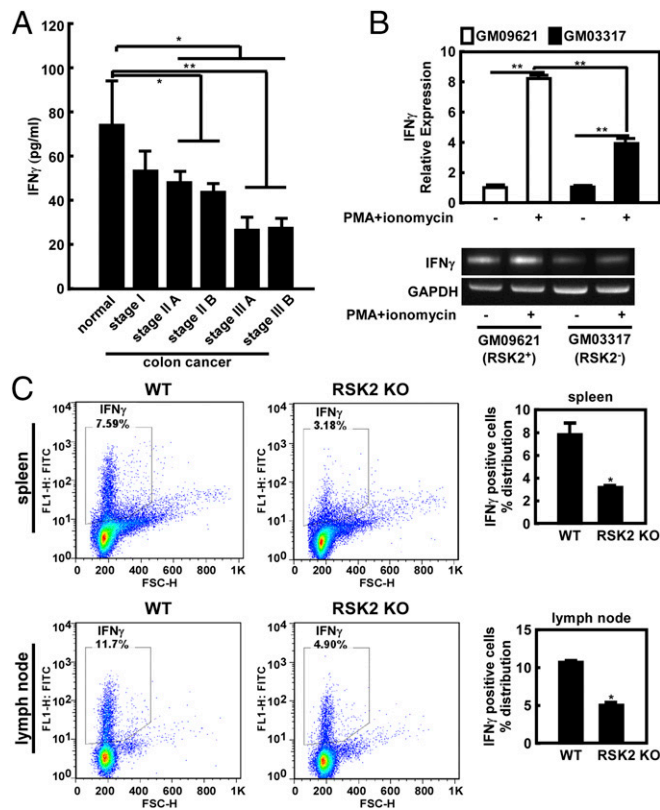 A
IFNγ (pg/ml)
120
100
80
60
40
20
0
*
**
*
normal
stage I
stage II A
stage II B
stage III A
stage III B
colon cancer
B
GM09621 GM03317
IFNγ
Relative Expression
10
8
6
4
2
0
** **
**
PMA+ionomycin - + - +
IFNγ
GAPDH
PMA+ionomycin - + - +
GM09621 GM03317
(RSK2⁺) (RSK2⁻)
C
WT RSK2 KO
spleen
FL1-H: FITC
10⁴
10³
10²
10¹
10⁰
IFNγ
7.59%
0 200 400 600 800 1K
FSC-H
FL1-H: FITC
10⁴
10³
10²
10¹
10⁰
IFNγ
3.18%
0 200 400 600 800 1K
FSC-H
spleen
IFNγ positive cells
% distribution
10
8
6
4
2
0
*
WT RSK2 KO
WT RSK2 KO
lymph node
FL1-H: FITC
10⁴
10³
10²
10¹
10⁰
IFNγ
11.7%
0 200 400 600 800 1K
FSC-H
FL1-H: FITC
10⁴
10³
10²
10¹
10⁰
IFNγ
4.90%
0 200 400 600 800 1K
FSC-H
lymph node
IFNγ positive cells
% distribution
15
10
5
0
*
WT RSK2 KO